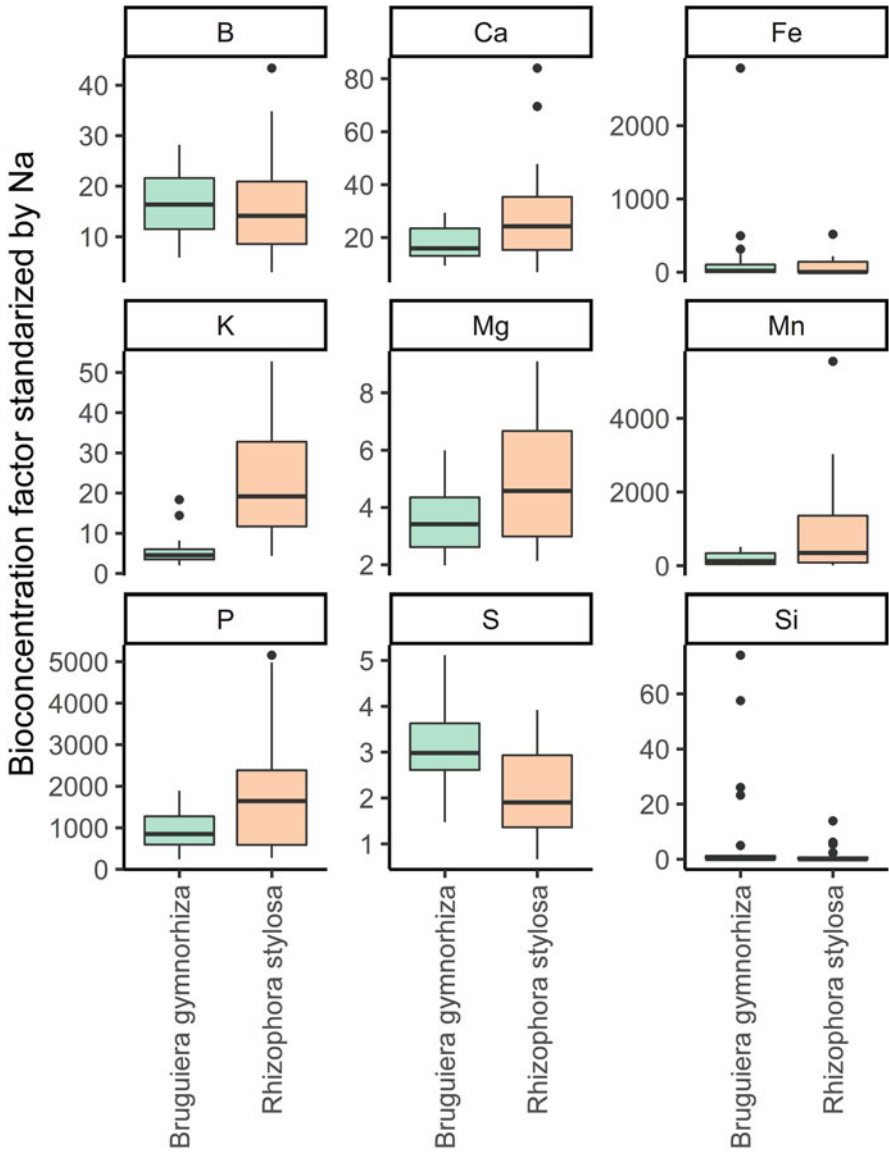 Bioconcentration factor standarized by Na
B
Ca
Fe
40
30
20
10
80
60
40
20
2000
1000
0
K
Mg
Mn
50
40
30
20
10
0
8
6
4
2
4000
2000
0
P
S
Si
5000
4000
3000
2000
1000
0
5
4
3
2
1
60
40
20
0
Bruguiera gymnorhiza
Rhizophora stylosa
Bruguiera gymnorhiza
Rhizophora stylosa
Bruguiera gymnorhiza
Rhizophora stylosa